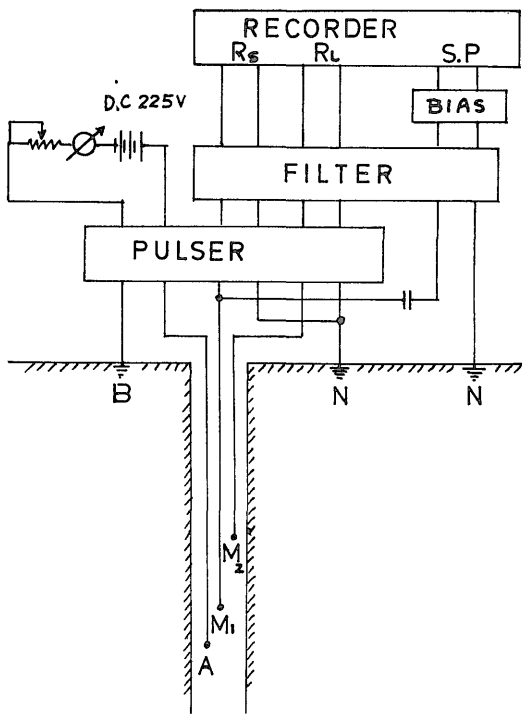 RECORDER
Rs RL S.P
D.C 225V
BIAS
FILTER
PULSER
B N N
M2
M1
A